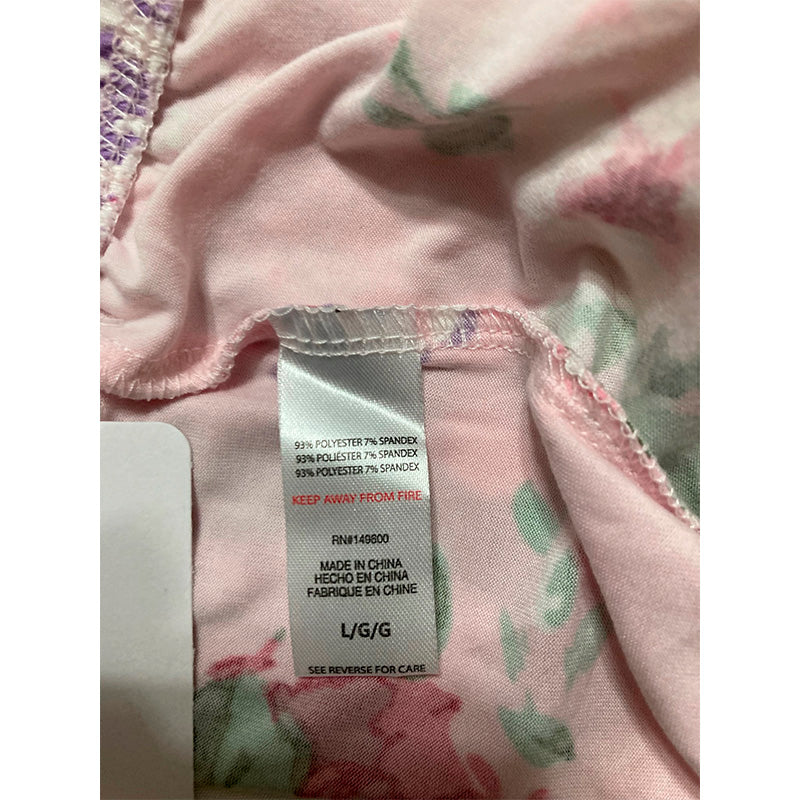 93% POLYESTER 7% SPANDEX
93% POLIÉSTER 7% SPANDEX
93% POLYESTER 7% SPANDEX
KEEP AWAY FROM FIRE
RN#149800
MADE IN CHINA
HECHO EN CHINA
FABRIQUE EN CHINE
L/G/G
SEE REVERSE FOR CARE